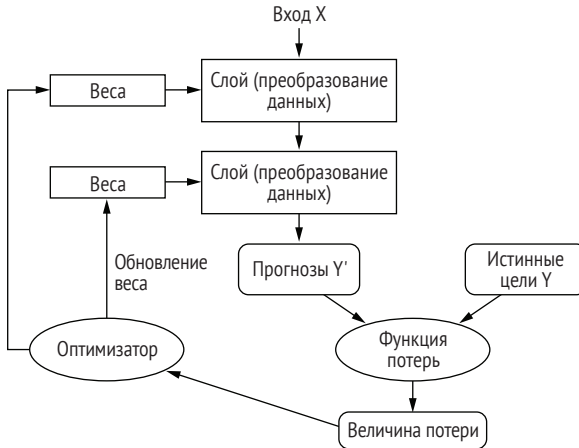 Вход X
Веса
Слой (преобразование
данных)
Веса
Слой (преобразование
данных)
Обновление
веса
Прогнозы Y'
Истинные
цели Y
Оптимизатор
Функция
потерь
Величина потери